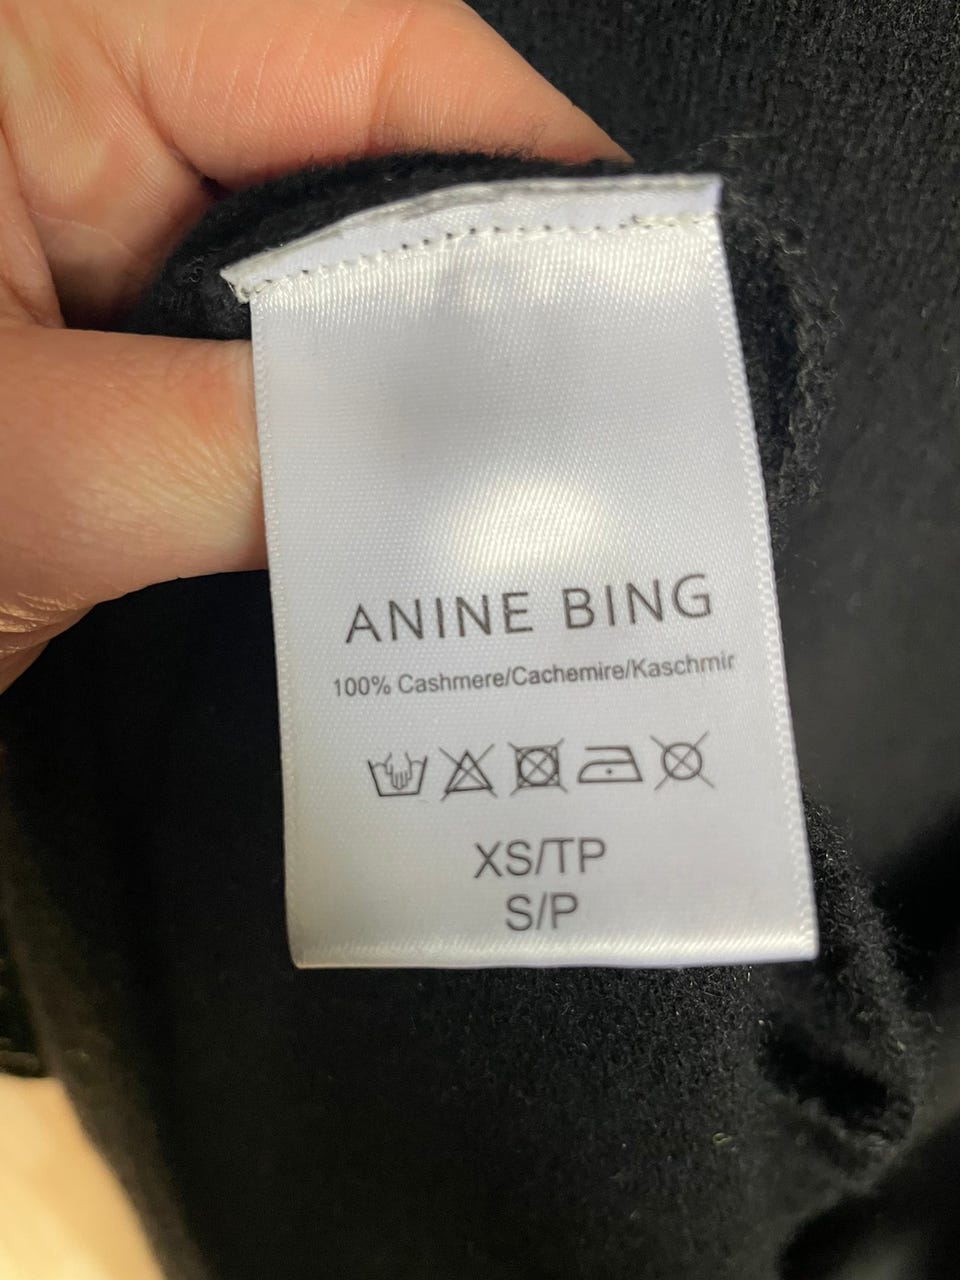 ANINE BING
100% Cashmere/Cachemire/Kaschmir
XS/TP
S/P